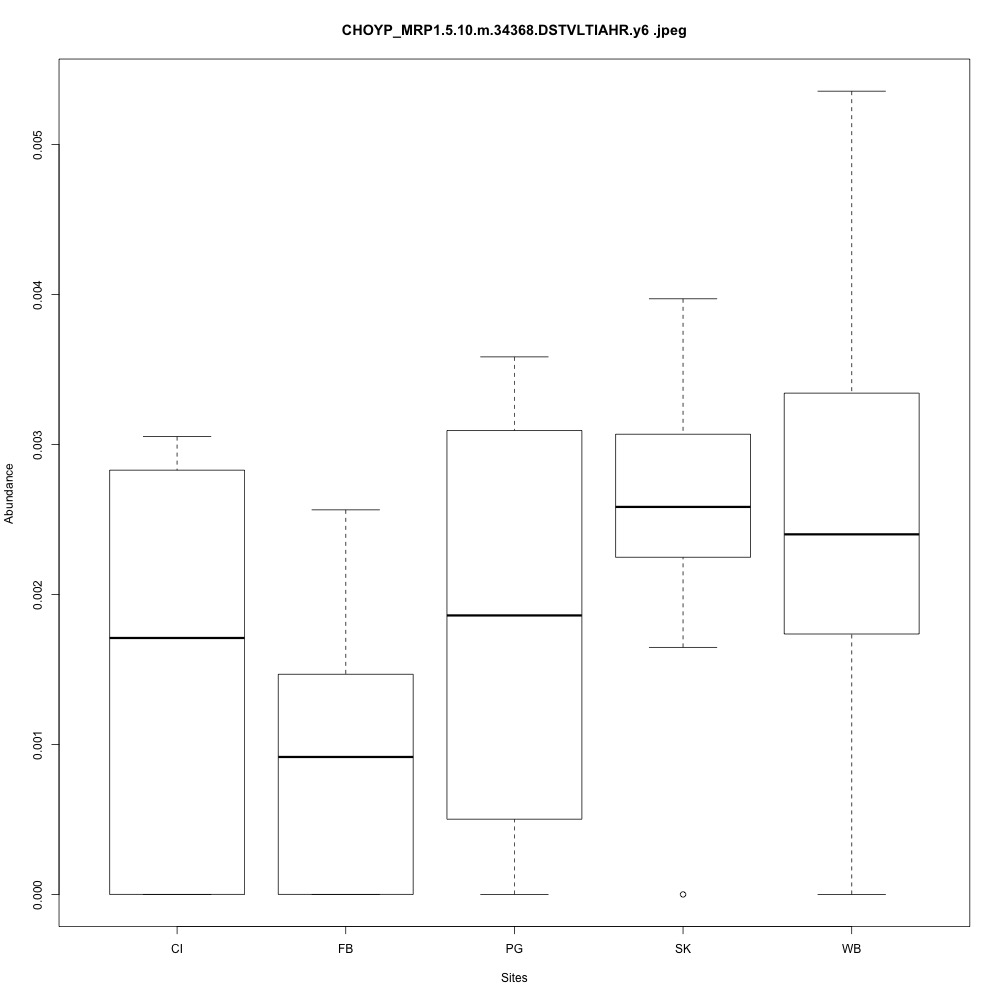 CHOYP_MRP1.5.10.m.34368.DSTVLTIAHR.y6 .jpeg
Abundance
0.005
0.004
0.003
0.002
0.001
0.000
CI FB PG SK WB
Sites